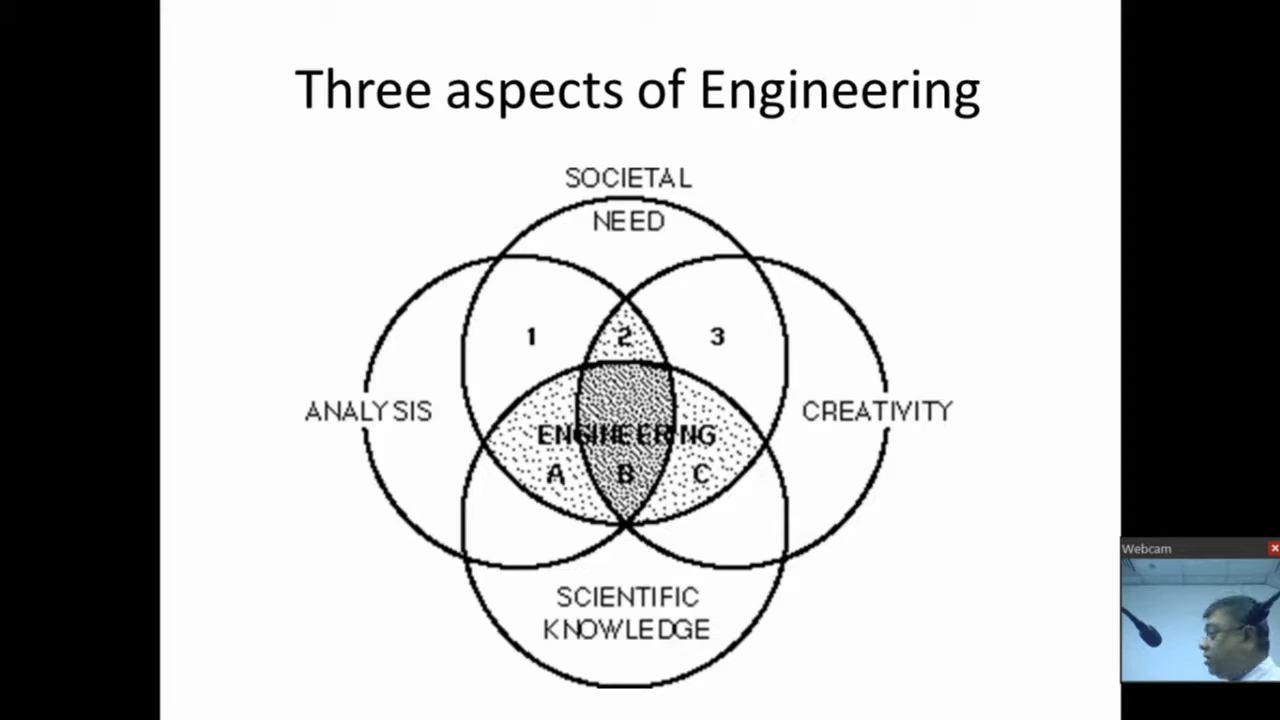 Three aspects of Engineering
SOCIETAL
NEED
1 2 3
ANALYSIS
CREATIVITY
ENGINEERING
A B C
SCIENTIFIC
KNOWLEDGE
Webcam